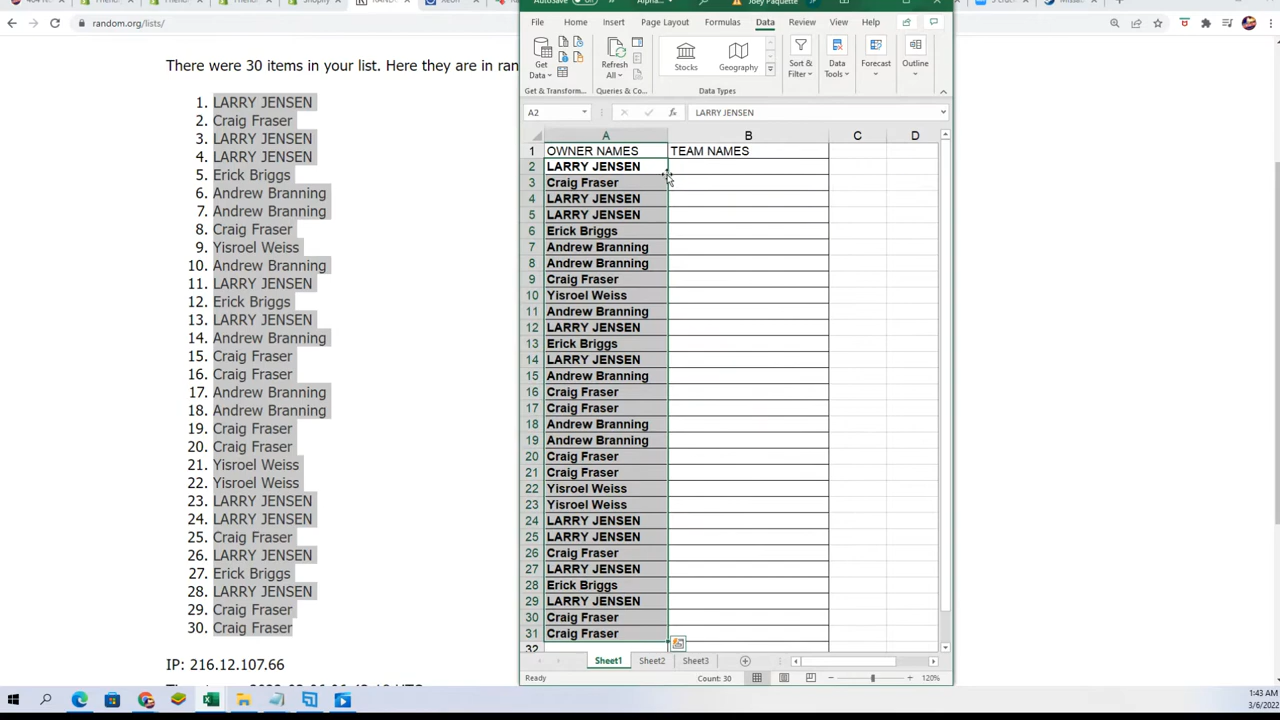 Shopify
Alpha...
Joey Paquette
random.org/lists/
File Home Insert Page Layout Formulas Data Review View Help
There were 30 items in your list. Here they are in ran
Get
Data
Refresh
All
Stocks
Geography
Sort &
Filter
Data
Tools
Forecast
Outline
Get & Transform...
Queries & Co...
Data Types
A2
LARRY JENSEN
1. LARRY JENSEN
2. Craig Fraser
3. LARRY JENSEN
4. LARRY JENSEN
5. Erick Briggs
6. Andrew Branning
7. Andrew Branning
8. Craig Fraser
9. Yisroel Weiss
10. Andrew Branning
11. LARRY JENSEN
12. Erick Briggs
13. LARRY JENSEN
14. Andrew Branning
15. Craig Fraser
16. Craig Fraser
17. Andrew Branning
18. Andrew Branning
19. Craig Fraser
20. Craig Fraser
21. Yisroel Weiss
22. Yisroel Weiss
23. LARRY JENSEN
24. LARRY JENSEN
25. Craig Fraser
26. LARRY JENSEN
27. Erick Briggs
28. LARRY JENSEN
29. Craig Fraser
30. Craig Fraser
IP: 216.12.107.66
A B C D
1 OWNER NAMES TEAM NAMES
2 LARRY JENSEN
3 Craig Fraser
4 LARRY JENSEN
5 LARRY JENSEN
6 Erick Briggs
7 Andrew Branning
8 Andrew Branning
9 Craig Fraser
10 Yisroel Weiss
11 Andrew Branning
12 LARRY JENSEN
13 Erick Briggs
14 LARRY JENSEN
15 Andrew Branning
16 Craig Fraser
17 Craig Fraser
18 Andrew Branning
19 Andrew Branning
20 Craig Fraser
21 Craig Fraser
22 Yisroel Weiss
23 Yisroel Weiss
24 LARRY JENSEN
25 LARRY JENSEN
26 Craig Fraser
27 LARRY JENSEN
28 Erick Briggs
29 LARRY JENSEN
30 Craig Fraser
31 Craig Fraser
32
Sheet1 Sheet2 Sheet3
Ready
Count: 30
120%
1:43 AM
3/6/2022